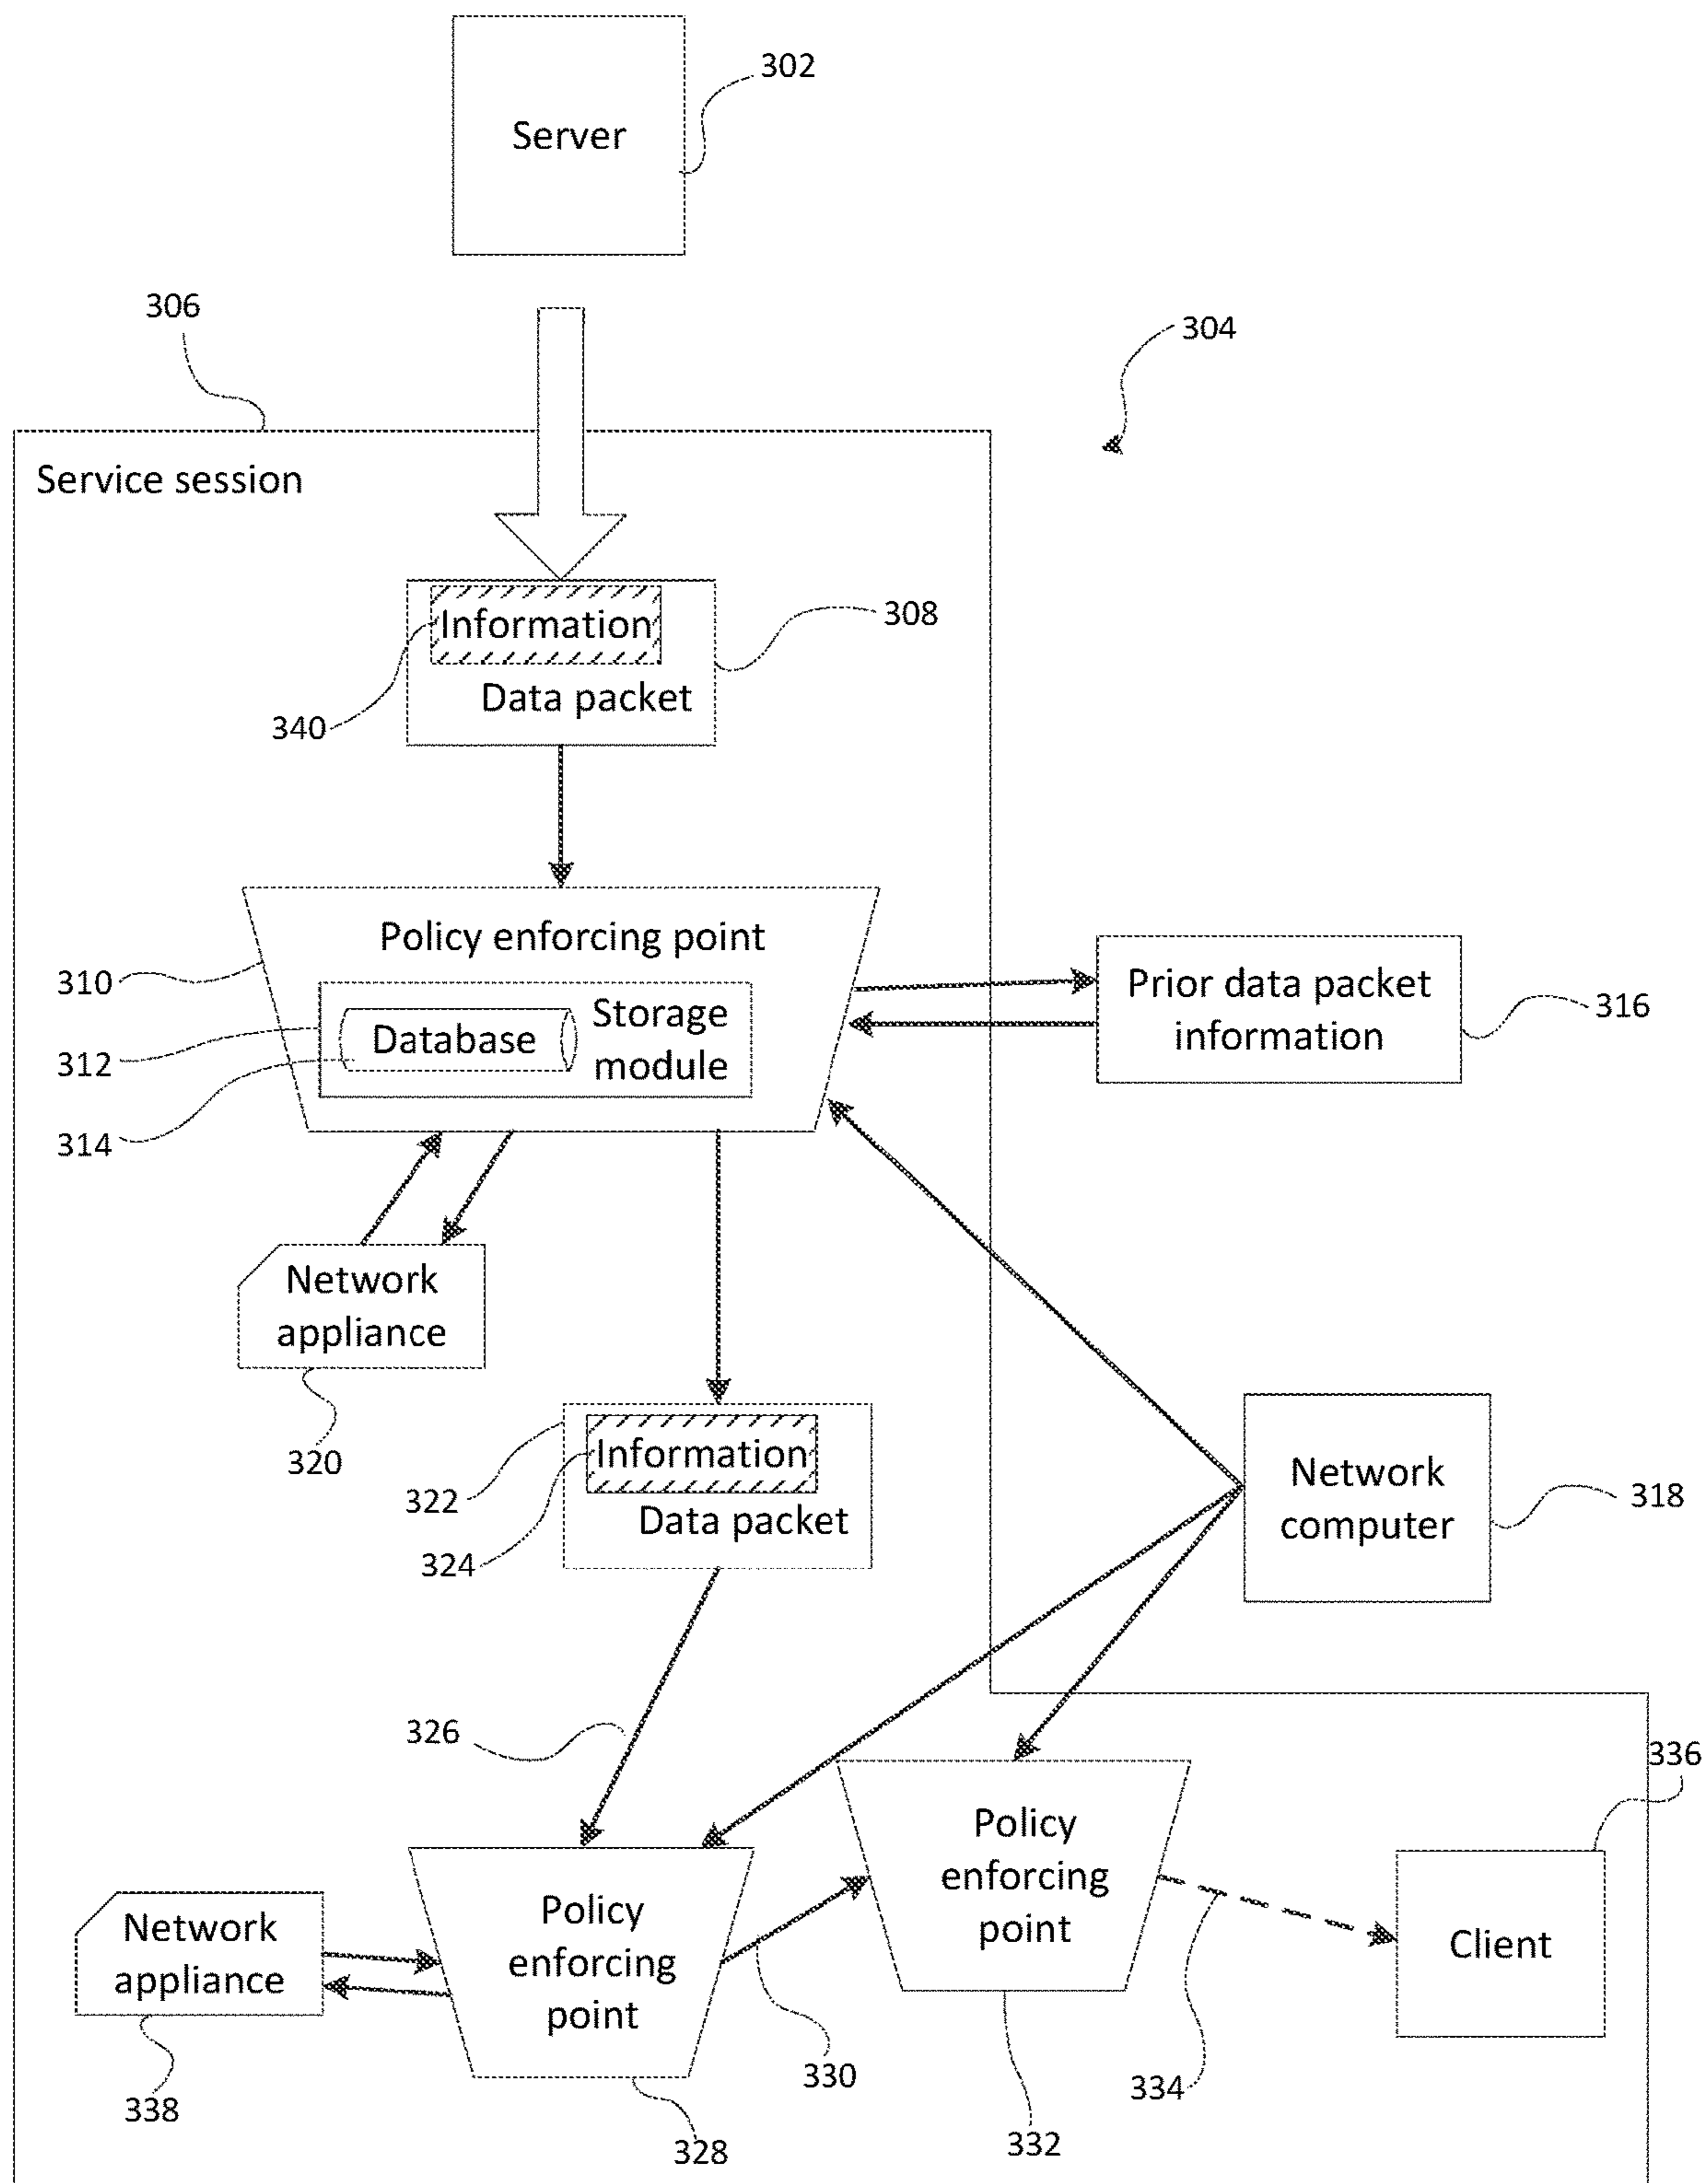 302
Server
306
304
Service session
Information
308
Data packet
340
Policy enforcing point
310
Storage
module
Database
312
314
Prior data packet
information
316
Network
appliance
320
Information
322
Data packet
324
Network
computer
318
326
336
Policy
enforcing
point
Client
Network
appliance
Policy
enforcing
point
330
334
338
328
332